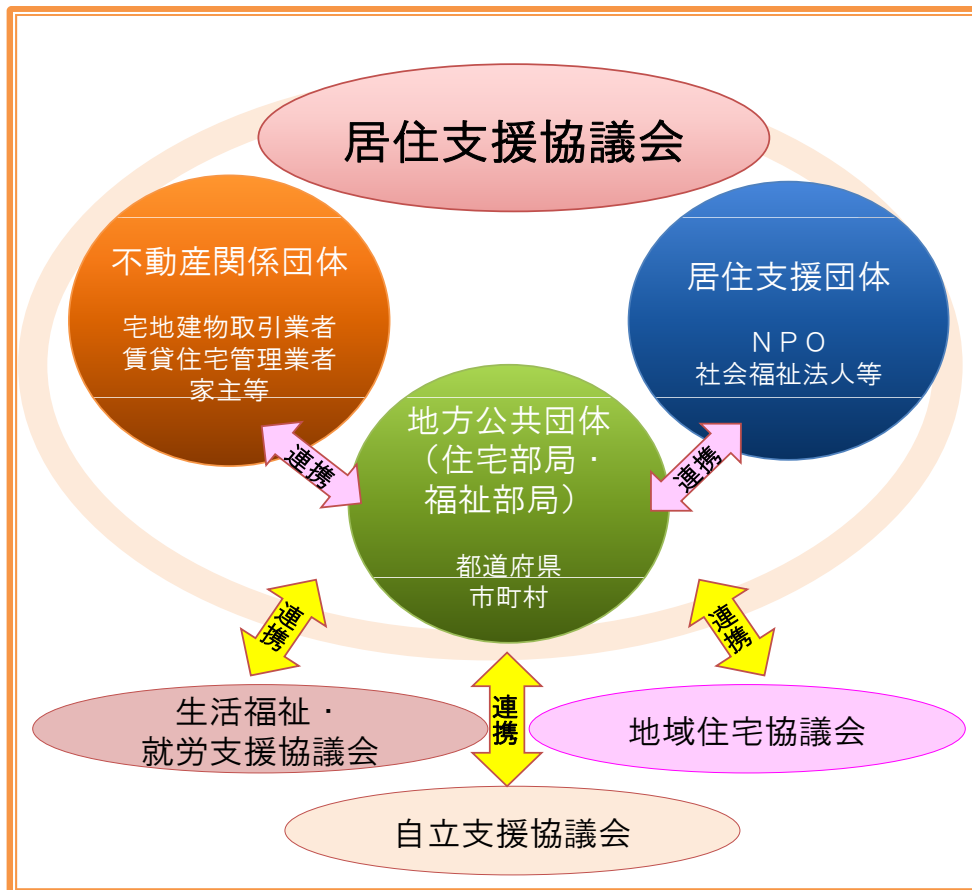 居住支援協議会
不動産関係団体
宅地建物取引業者
賃貸住宅管理業者
家主等
居住支援団体
ＮＰＯ
社会福祉法人等
地方公共団体
（住宅部局・
福祉部局）
都道府県
市町村
連携
連携
連携
連携
連携
生活福祉・
就労支援協議会
地域住宅協議会
自立支援協議会